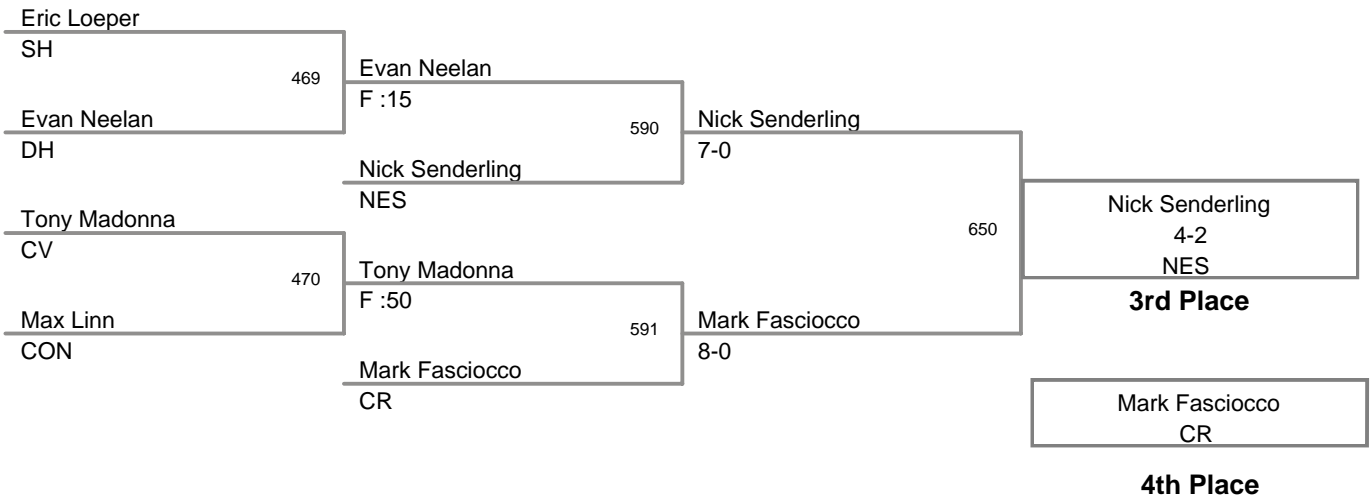 Eric Loeper
SH
469
Evan Neelan
F :15
Evan Neelan
DH
590
Nick Senderling
7-0
Nick Senderling
NES
Tony Madonna
CV
470
Tony Madonna
F :50
Max Linn
CON
591
Mark Fasciocco
8-0
Mark Fasciocco
CR
650
Nick Senderling
4-2
NES
3rd Place
Mark Fasciocco
CR
4th Place